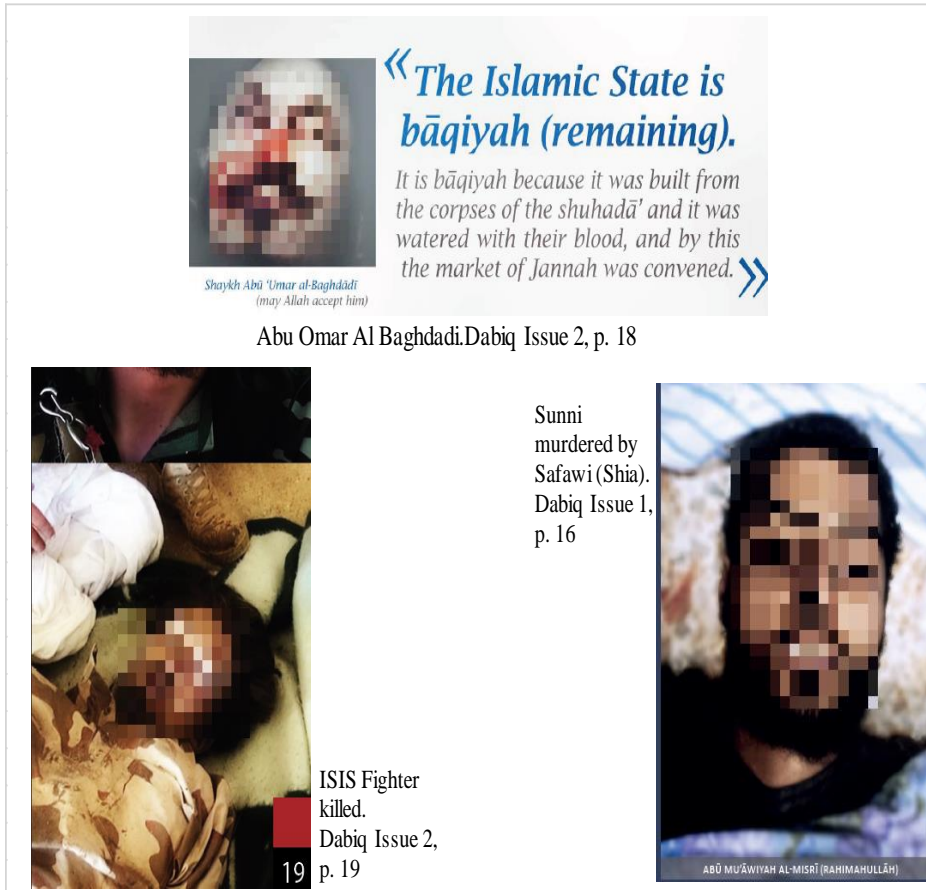 « The Islamic State is
bāqiyah (remaining).
It is bāqiyah because it was built from
the corpses of the shuhadā' and it was
watered with their blood, and by this
the market of Jannah was convened. »
Shaykh Abū 'Umar al-Baghdādī
(may Allah accept him)
Abu Omar Al Baghdadi.Dabiq Issue 2, p. 18
Sunni
murdered by
Safawi (Shia).
Dabiq Issue 1,
p. 16
ISIS Fighter
killed.
Dabiq Issue 2,
p. 19
19
ABŪ MU'ĀWIYAH AL-MISRĪ (RAHIMAHULLĀH)